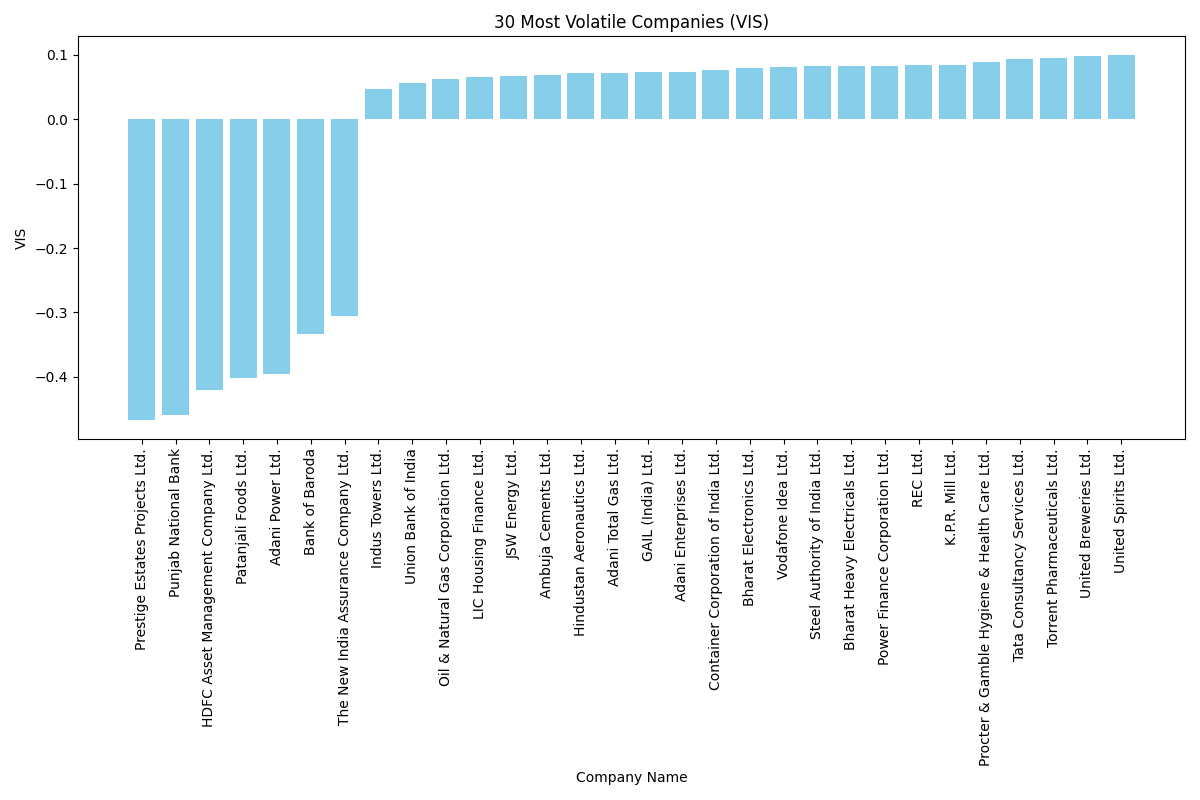 30 Most Volatile Companies (VIS)
VIS
0.1
0.0
−0.1
−0.2
−0.3
−0.4
Prestige Estates Projects Ltd.
Punjab National Bank
HDFC Asset Management Company Ltd.
Patanjali Foods Ltd.
Adani Power Ltd.
Bank of Baroda
The New India Assurance Company Ltd.
Indus Towers Ltd.
Union Bank of India
Oil & Natural Gas Corporation Ltd.
LIC Housing Finance Ltd.
JSW Energy Ltd.
Ambuja Cements Ltd.
Hindustan Aeronautics Ltd.
Adani Total Gas Ltd.
GAIL (India) Ltd.
Adani Enterprises Ltd.
Container Corporation of India Ltd.
Bharat Electronics Ltd.
Vodafone Idea Ltd.
Steel Authority of India Ltd.
Bharat Heavy Electricals Ltd.
Power Finance Corporation Ltd.
REC Ltd.
K.P.R. Mill Ltd.
Procter & Gamble Hygiene & Health Care Ltd.
Tata Consultancy Services Ltd.
Torrent Pharmaceuticals Ltd.
United Breweries Ltd.
United Spirits Ltd.
Company Name